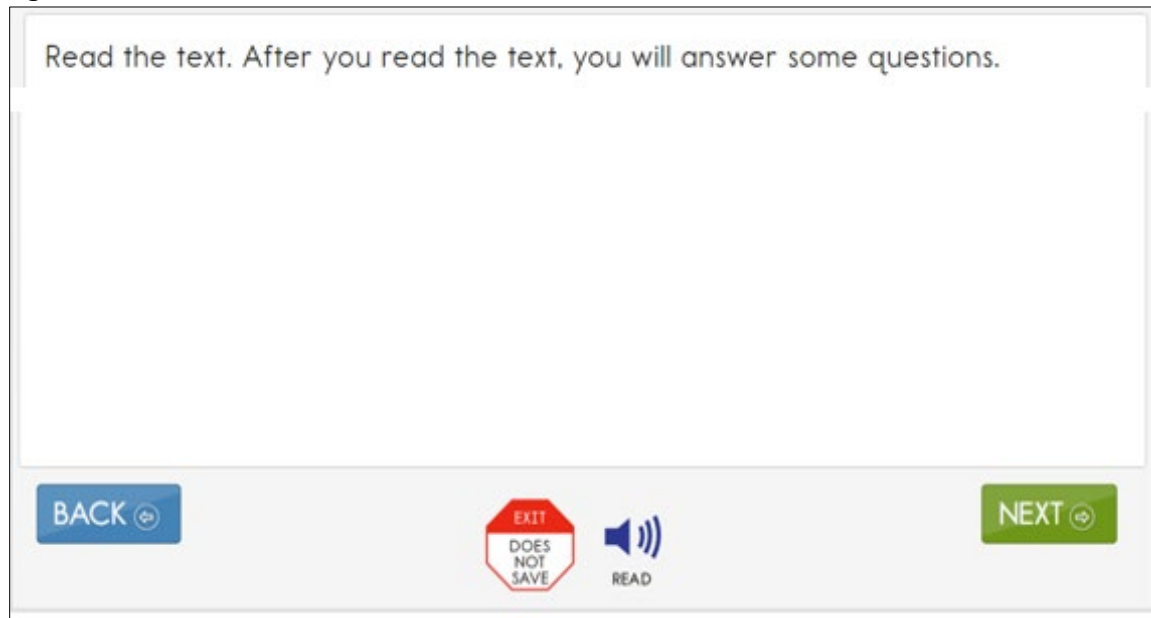 Read the text. After you read the text, you will answer some questions.
BACK
EXIT
DOES
NOT
SAVE
READ
NEXT